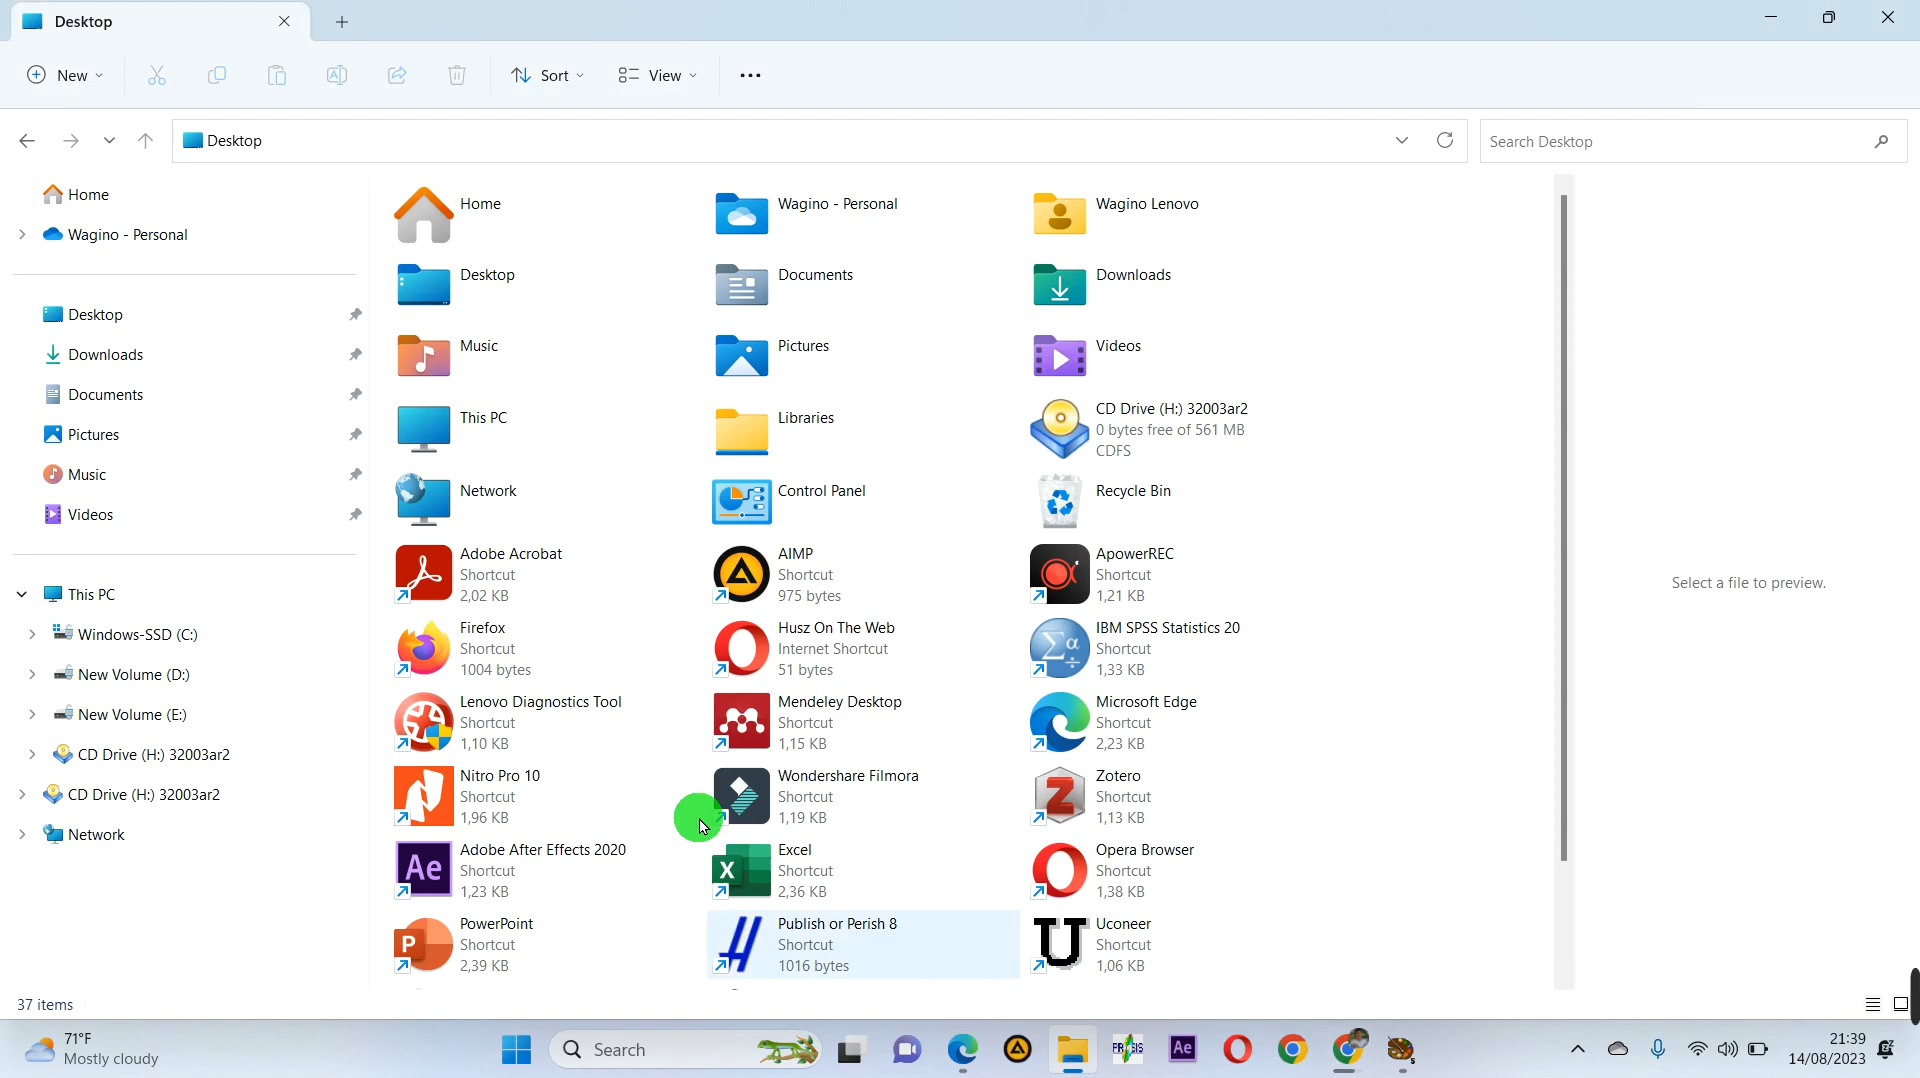 Desktop
New
Sort
View
Desktop
Search Desktop
Home
Wagino - Personal
Desktop
Downloads
Documents
Pictures
Music
Videos
This PC
Windows-SSD (C:)
New Volume (D:)
New Volume (E:)
CD Drive (H:) 32003ar2
CD Drive (H:) 32003ar2
Network
Home
Wagino - Personal
Wagino Lenovo
Desktop
Documents
Downloads
Music
Pictures
Videos
This PC
Libraries
CD Drive (H:) 32003ar2
0 bytes free of 561 MB
CDFS
Network
Control Panel
Recycle Bin
Adobe Acrobat
Shortcut
2,02 KB
AIMP
Shortcut
975 bytes
ApowerREC
Shortcut
1,21 KB
Firefox
Shortcut
1004 bytes
Husz On The Web
Internet Shortcut
51 bytes
Σα
IBM SPSS Statistics 20
Shortcut
1,33 KB
Lenovo Diagnostics Tool
Shortcut
1,10 KB
Mendeley Desktop
Shortcut
1,15 KB
Microsoft Edge
Shortcut
2,23 KB
Nitro Pro 10
Shortcut
1,96 KB
Wondershare Filmora
Shortcut
1,19 KB
Z
Zotero
Shortcut
1,13 KB
Ae
Adobe After Effects 2020
Shortcut
1,23 KB
X
Excel
Shortcut
2,36 KB
Opera Browser
Shortcut
1,38 KB
P
PowerPoint
Shortcut
2,39 KB
Publish or Perish 8
Shortcut
1016 bytes
U
Uconeer
Shortcut
1,06 KB
Select a file to preview.
37 items
71°F
Mostly cloudy
Search
Ae
21:39
14/08/2023